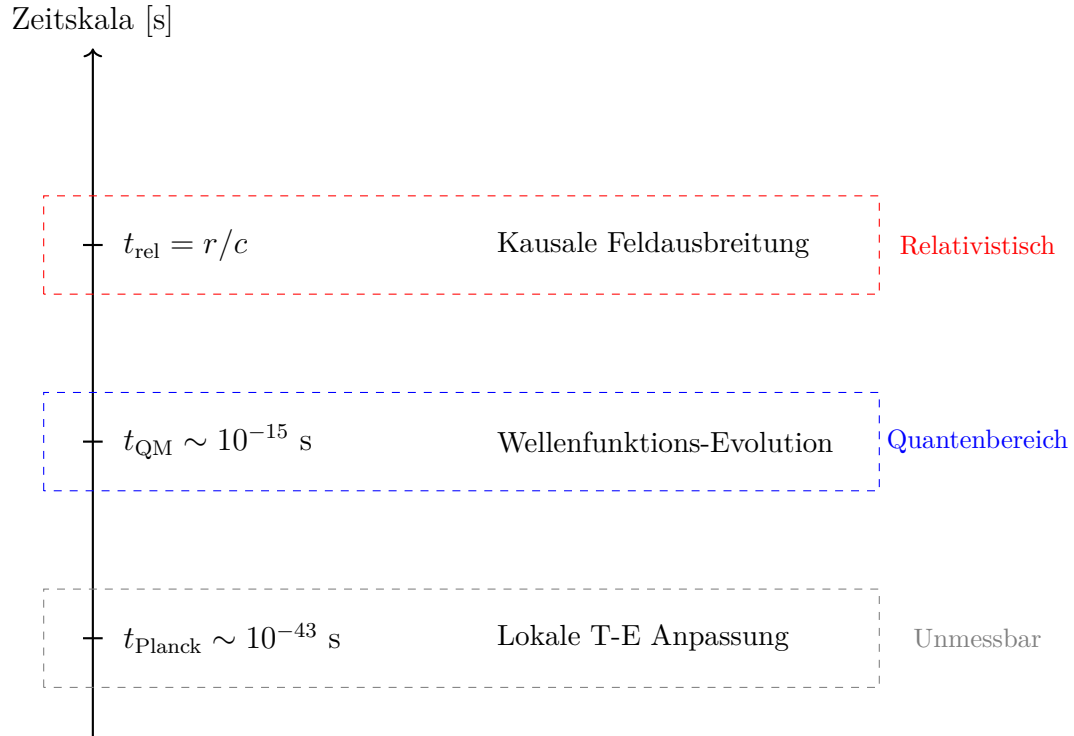 Zeitskala [s]
t_rel = r/c Kausale Feldausbreitung Relativistisch
t_QM ∼ 10⁻¹⁵ s Wellenfunktions-Evolution Quantenbereich
t_Planck ∼ 10⁻⁴³ s Lokale T-E Anpassung Unmessbar